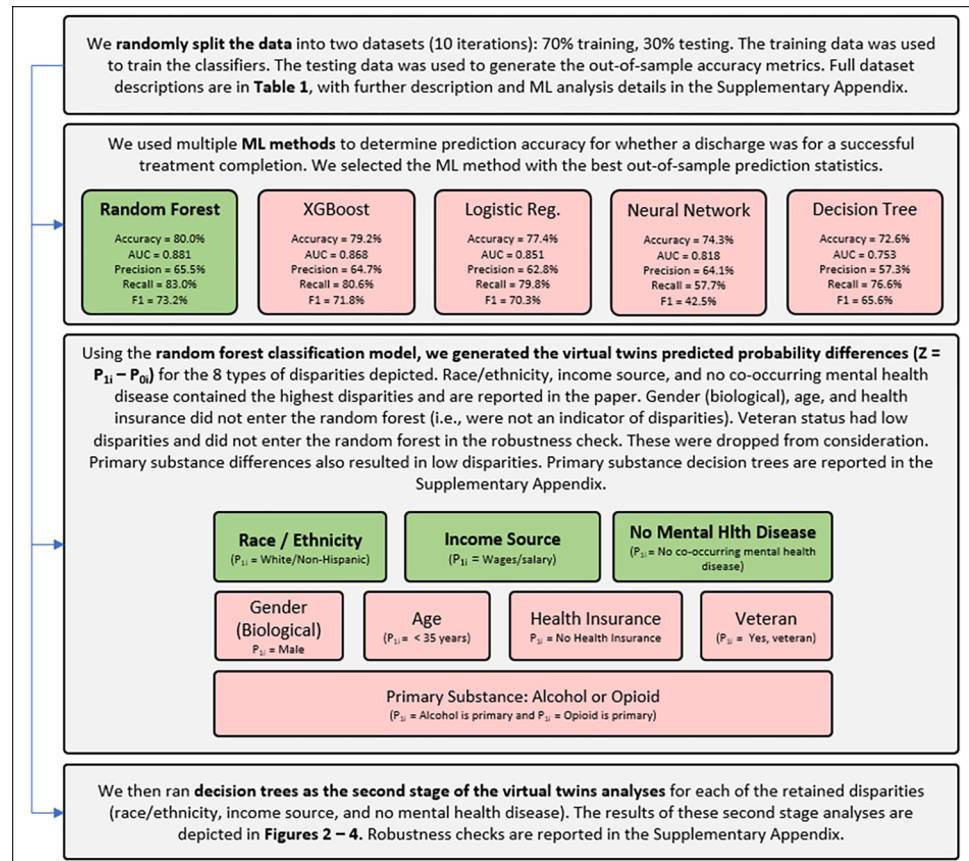 We randomly split the data into two datasets (10 iterations): 70% training, 30% testing. The training data was used
to train the classifiers. The testing data was used to generate the out-of-sample accuracy metrics. Full dataset
descriptions are in Table 1, with further description and ML analysis details in the Supplementary Appendix.
We used multiple ML methods to determine prediction accuracy for whether a discharge was for a successful
treatment completion. We selected the ML method with the best out-of-sample prediction statistics.
Random Forest
Accuracy = 80.0%
AUC = 0.881
Precision = 65.5%
Recall = 83.0%
F1 = 73.2%
XGBoost
Accuracy = 79.2%
AUC = 0.868
Precision = 64.7%
Recall = 80.6%
F1 = 71.8%
Logistic Reg.
Accuracy = 77.4%
AUC = 0.851
Precision = 62.8%
Recall = 79.8%
F1 = 70.3%
Neural Network
Accuracy = 74.3%
AUC = 0.818
Precision = 64.1%
Recall = 57.7%
F1 = 42.5%
Decision Tree
Accuracy = 72.6%
AUC = 0.753
Precision = 57.3%
Recall = 76.6%
F1 = 65.6%
Using the random forest classification model, we generated the virtual twins predicted probability differences (Z =
P1i – P0i) for the 8 types of disparities depicted. Race/ethnicity, income source, and no co-occurring mental health
disease contained the highest disparities and are reported in the paper. Gender (biological), age, and health
insurance did not enter the random forest (i.e., were not an indicator of disparities). Veteran status had low
disparities and did not enter the random forest in the robustness check. These were dropped from consideration.
Primary substance differences also resulted in low disparities. Primary substance decision trees are reported in the
Supplementary Appendix.
Race / Ethnicity
(P1i = White/Non-Hispanic)
Income Source
(P1i = Wages/salary)
No Mental Hlth Disease
(P1i = No co-occurring mental health
disease)
Gender
(Biological)
P1i = Male
Age
(P1i = < 35 years)
Health Insurance
P1i = No Health Insurance
Veteran
(P1i = Yes, veteran)
Primary Substance: Alcohol or Opioid
(P1i = Alcohol is primary and P1i = Opioid is primary)
We then ran decision trees as the second stage of the virtual twins analyses for each of the retained disparities
(race/ethnicity, income source, and no mental health disease). The results of these second stage analyses are
depicted in Figures 2 – 4. Robustness checks are reported in the Supplementary Appendix.